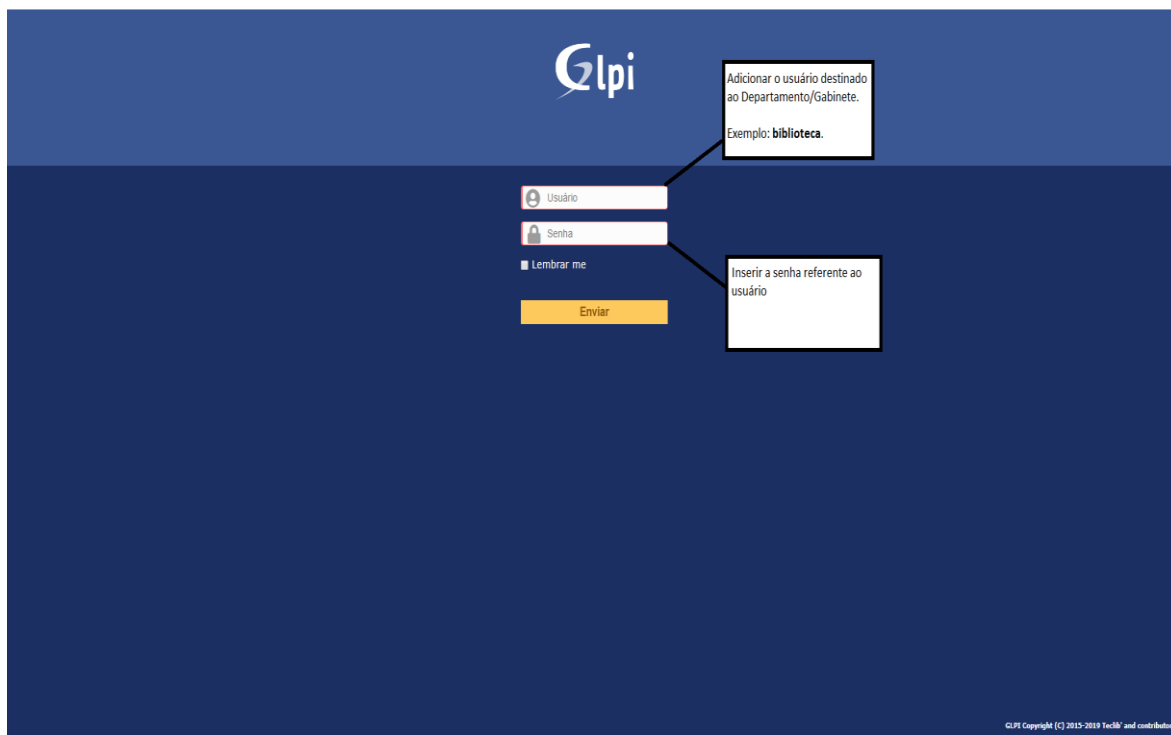 Glpi
Adicionar o usuário destinado
ao Departamento/Gabinete.
Exemplo: biblioteca.
Usuário
Senha
Lembrar me
Inserir a senha referente ao
usuário
Enviar
GLPI Copyright (C) 2015-2019 Teclib' and contributo